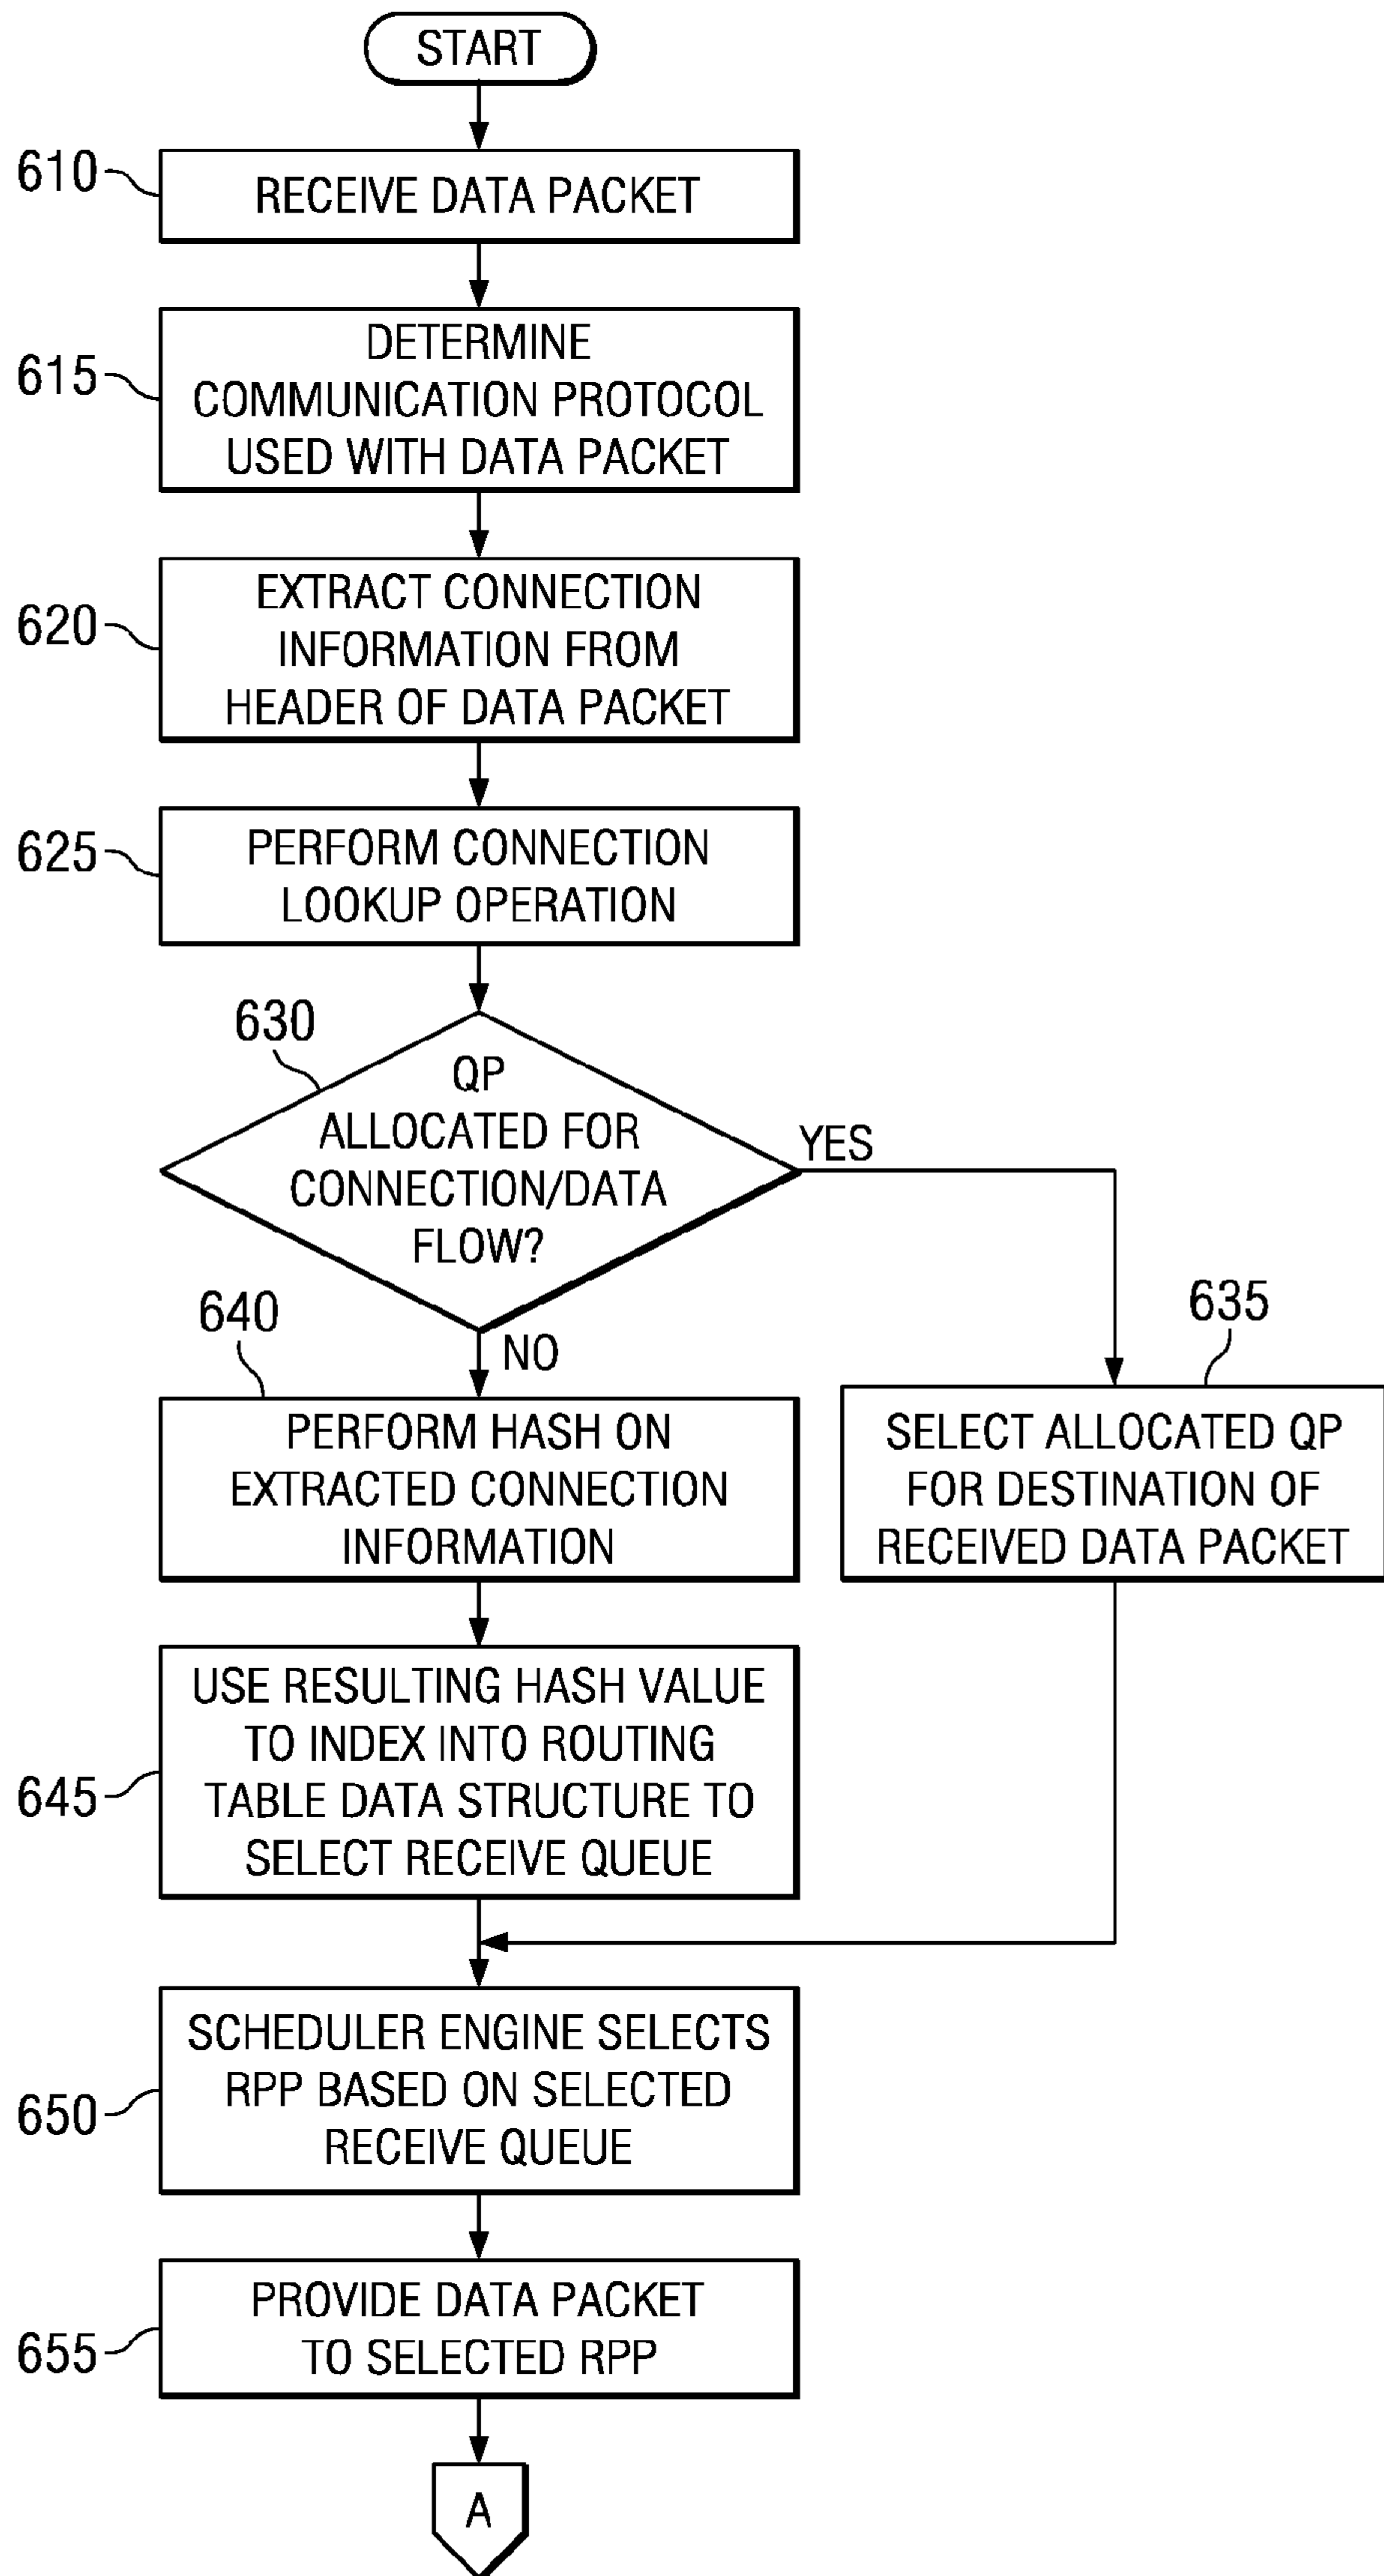 START
610
RECEIVE DATA PACKET
615
DETERMINE
COMMUNICATION PROTOCOL
USED WITH DATA PACKET
620
EXTRACT CONNECTION
INFORMATION FROM
HEADER OF DATA PACKET
625
PERFORM CONNECTION
LOOKUP OPERATION
630
QP
ALLOCATED FOR
CONNECTION/DATA
FLOW?
YES
NO
635
SELECT ALLOCATED QP
FOR DESTINATION OF
RECEIVED DATA PACKET
640
PERFORM HASH ON
EXTRACTED CONNECTION
INFORMATION
645
USE RESULTING HASH VALUE
TO INDEX INTO ROUTING
TABLE DATA STRUCTURE TO
SELECT RECEIVE QUEUE
650
SCHEDULER ENGINE SELECTS
RPP BASED ON SELECTED
RECEIVE QUEUE
655
PROVIDE DATA PACKET
TO SELECTED RPP
A